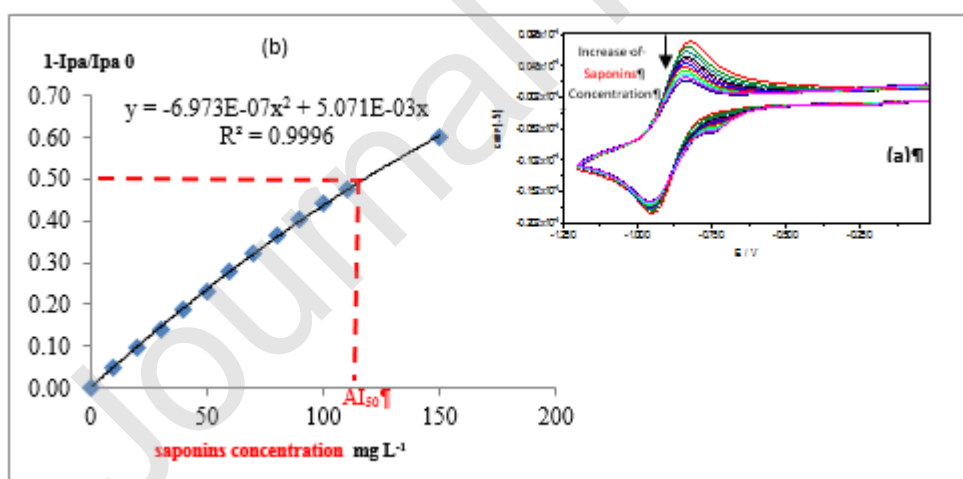 Journal
(b)
1-Ipa/Ipa 0
y = -6.973E-07x² + 5.071E-03x
R² = 0.9996
0.70
0.60
0.50
0.40
0.30
0.20
0.10
0.00
0
50
100
150
200
AI₅₀¶
saponins concentration mg L⁻¹
Increase of
Saponins¶
Concentration¶
(a)¶
E / V